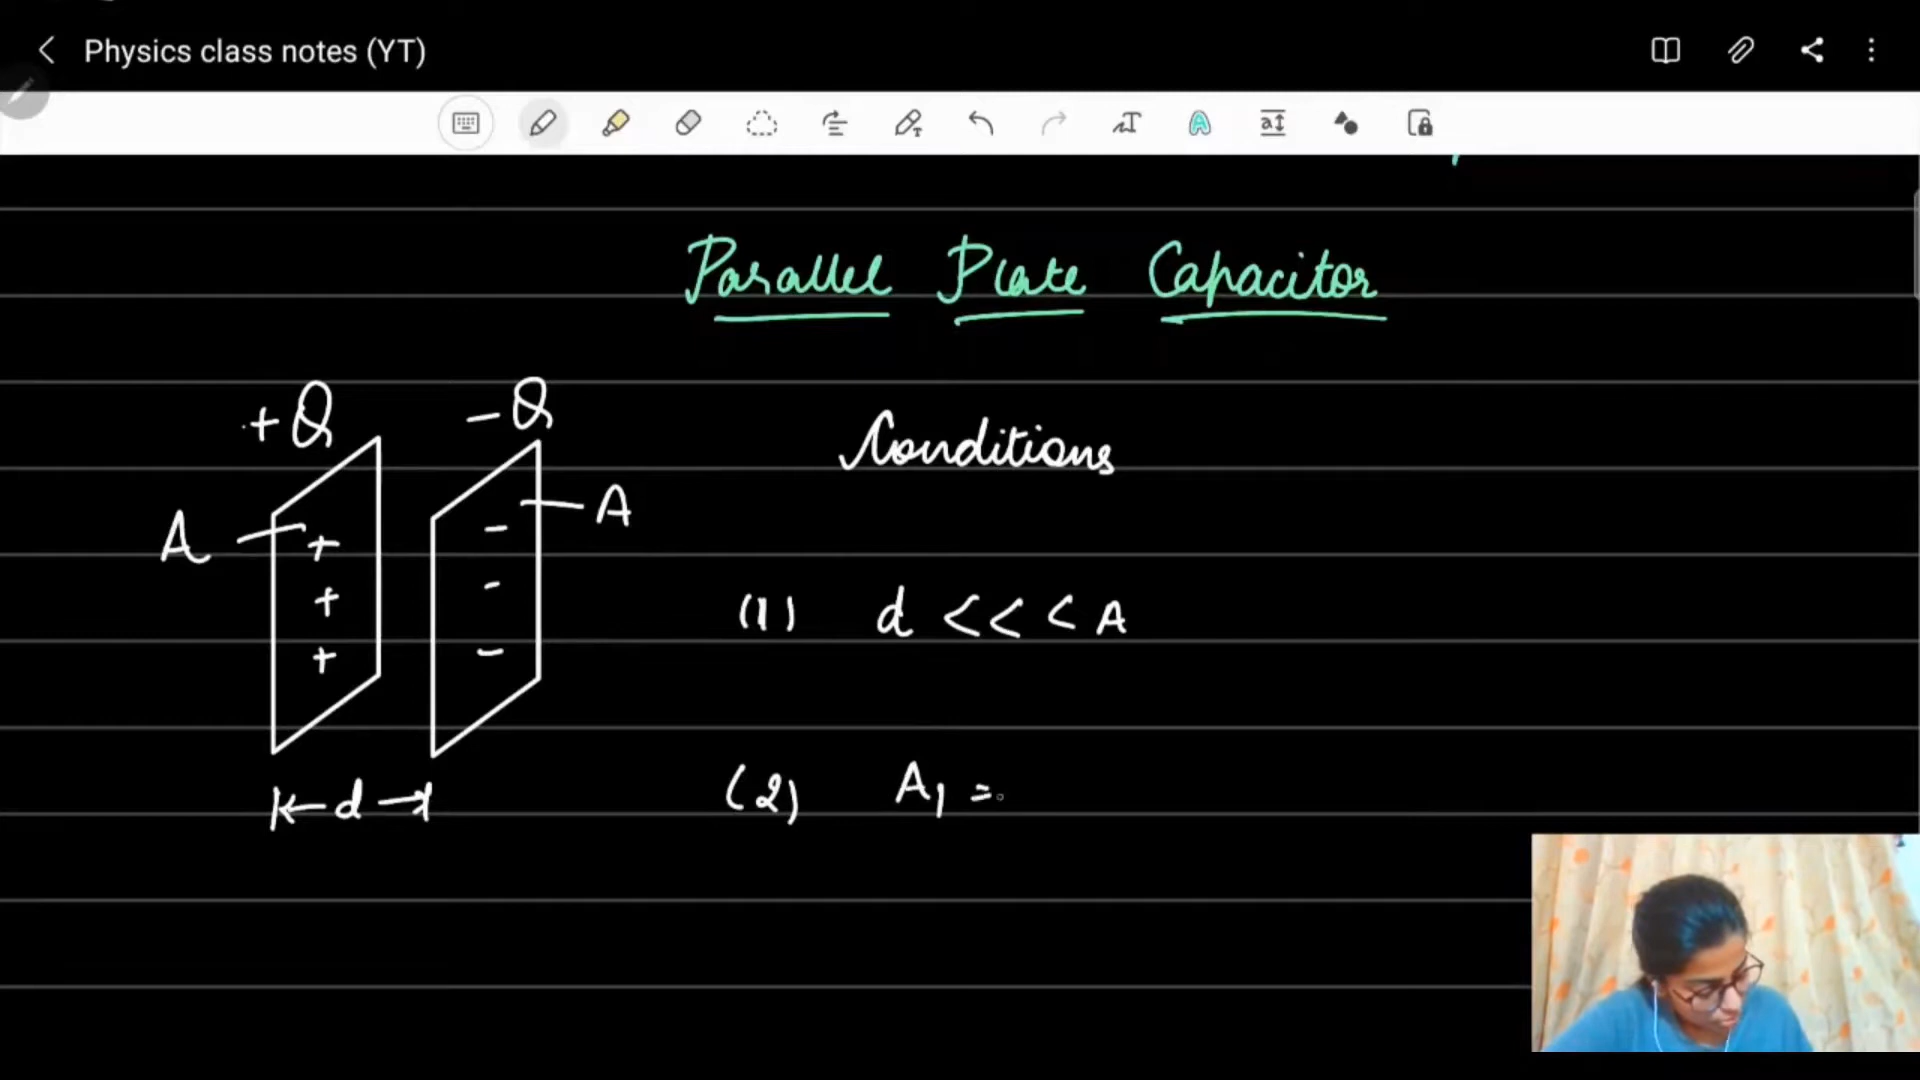 Physics class notes (YT)
Parallel Plate Capacitor
+Q
-Q
Conditions
A
A
+
+
+
-
-
-
(1) d < < < A
(2) A₁ =
d